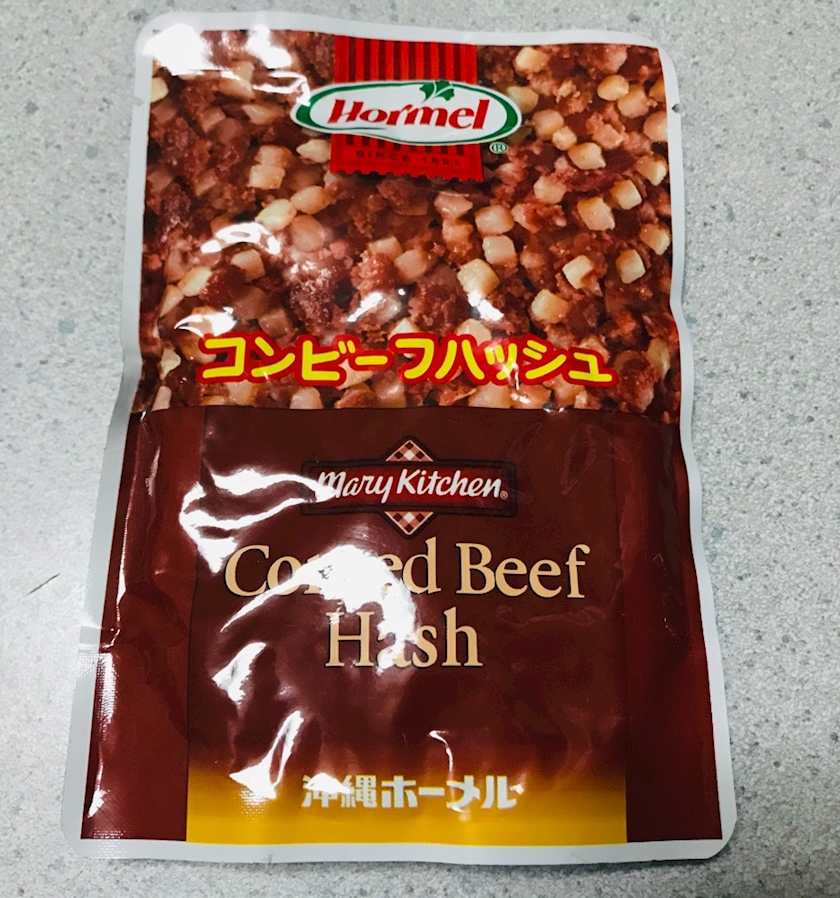 Hormel
®
SINCE 1891
コンビーフハッシュ
Mary Kitchen®
Corned Beef
Hash
沖縄ホーメル